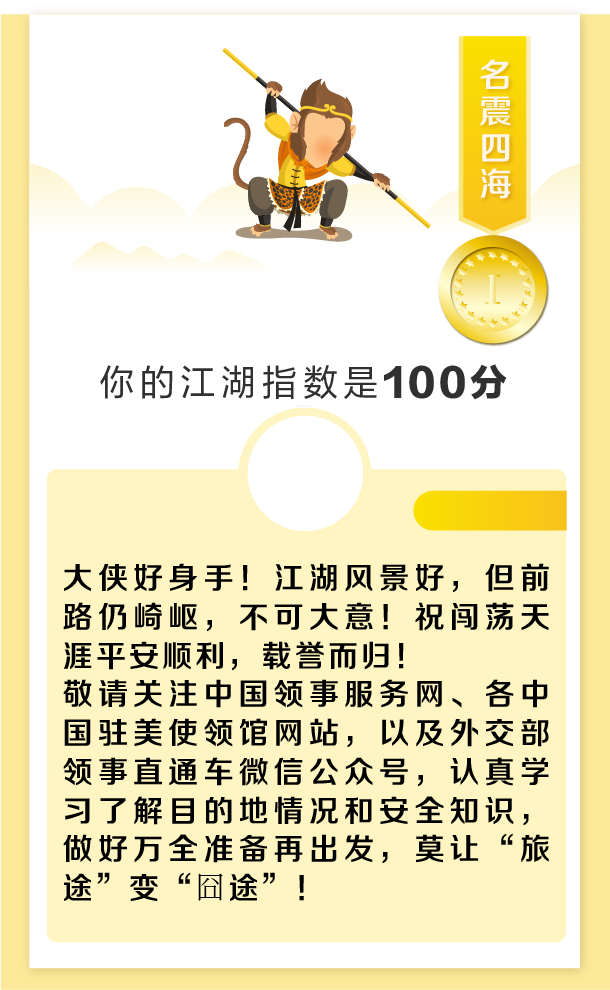 名震四海
I
你的江湖指数是100分
大侠好身手！江湖风景好，但前
路仍崎岖，不可大意！祝闯荡天
涯平安顺利，载誉而归！
敬请关注中国领事服务网、各中
国驻美使领馆网站，以及外交部
领事直通车微信公众号，认真学
习了解目的地情况和安全知识，
做好万全准备再出发，莫让“旅
途”变“囧途”！